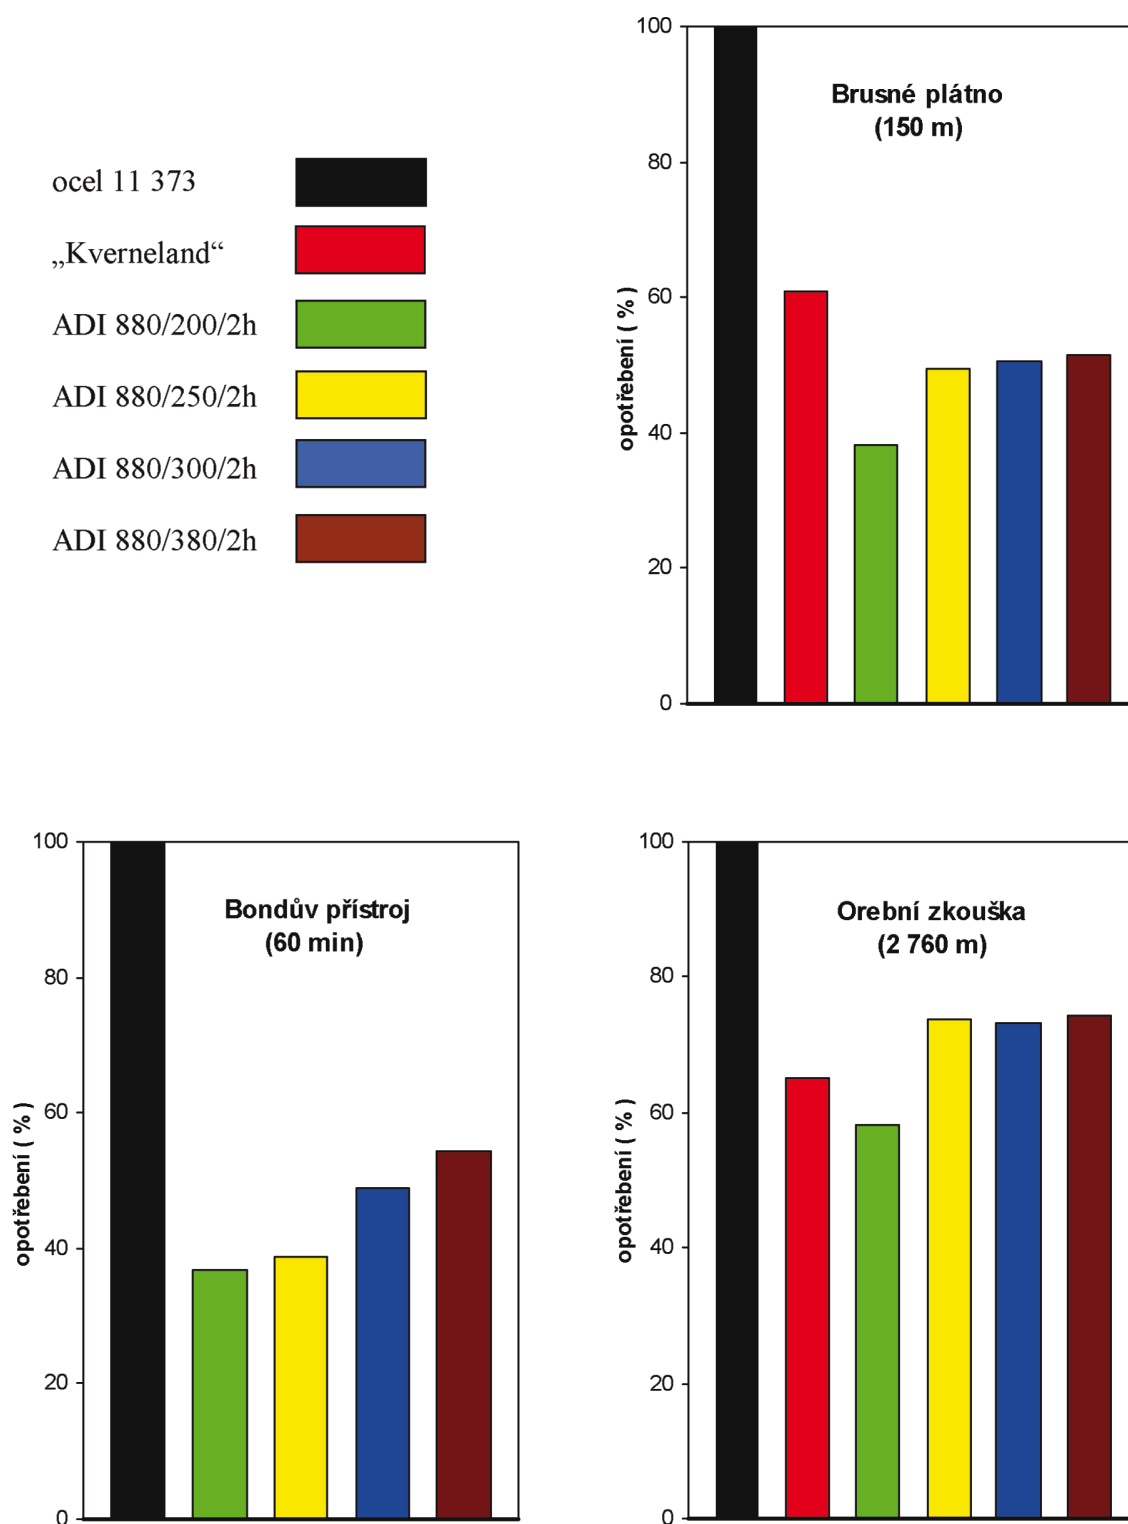 ocel 11 373
„Kverneland“
ADI 880/200/2h
ADI 880/250/2h
ADI 880/300/2h
ADI 880/380/2h
100
80
60
40
20
0
opotřebení ( % )
Brusné plátno
(150 m)
100
80
60
40
20
0
opotřebení ( % )
Bondův přístroj
(60 min)
100
80
60
40
20
0
opotřebení ( % )
Orební zkouška
(2 760 m)